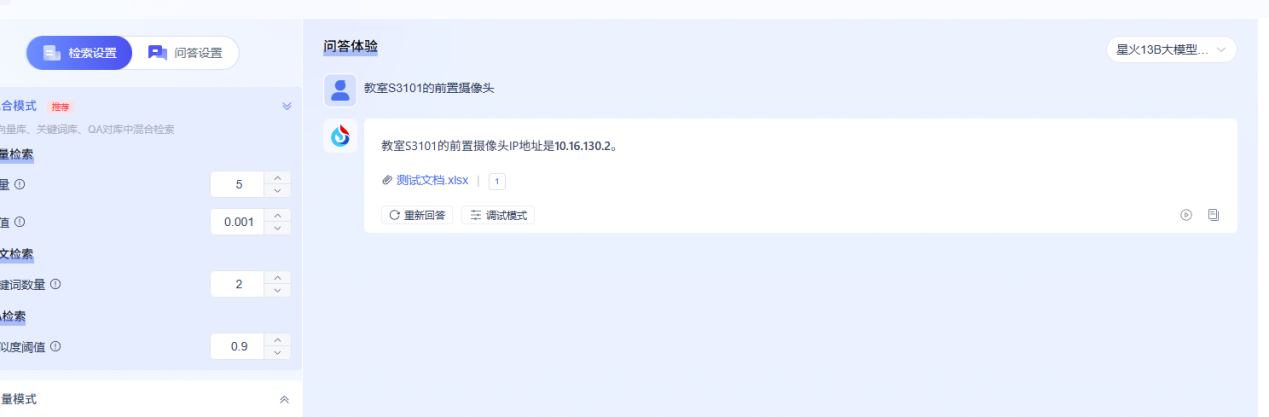 检索设置
问答设置
合模式 推荐
向量库、关键词库、QA对库中混合检索
量检索
量 5
值 0.001
文检索
键词数量 2
检索
似度阈值 0.9
量模式
问答体验
星火13B大模型...
教室S3101的前置摄像头
教室S3101的前置摄像头IP地址是10.16.130.2。
测试文档.xlsx | 1
重新回答
调试模式